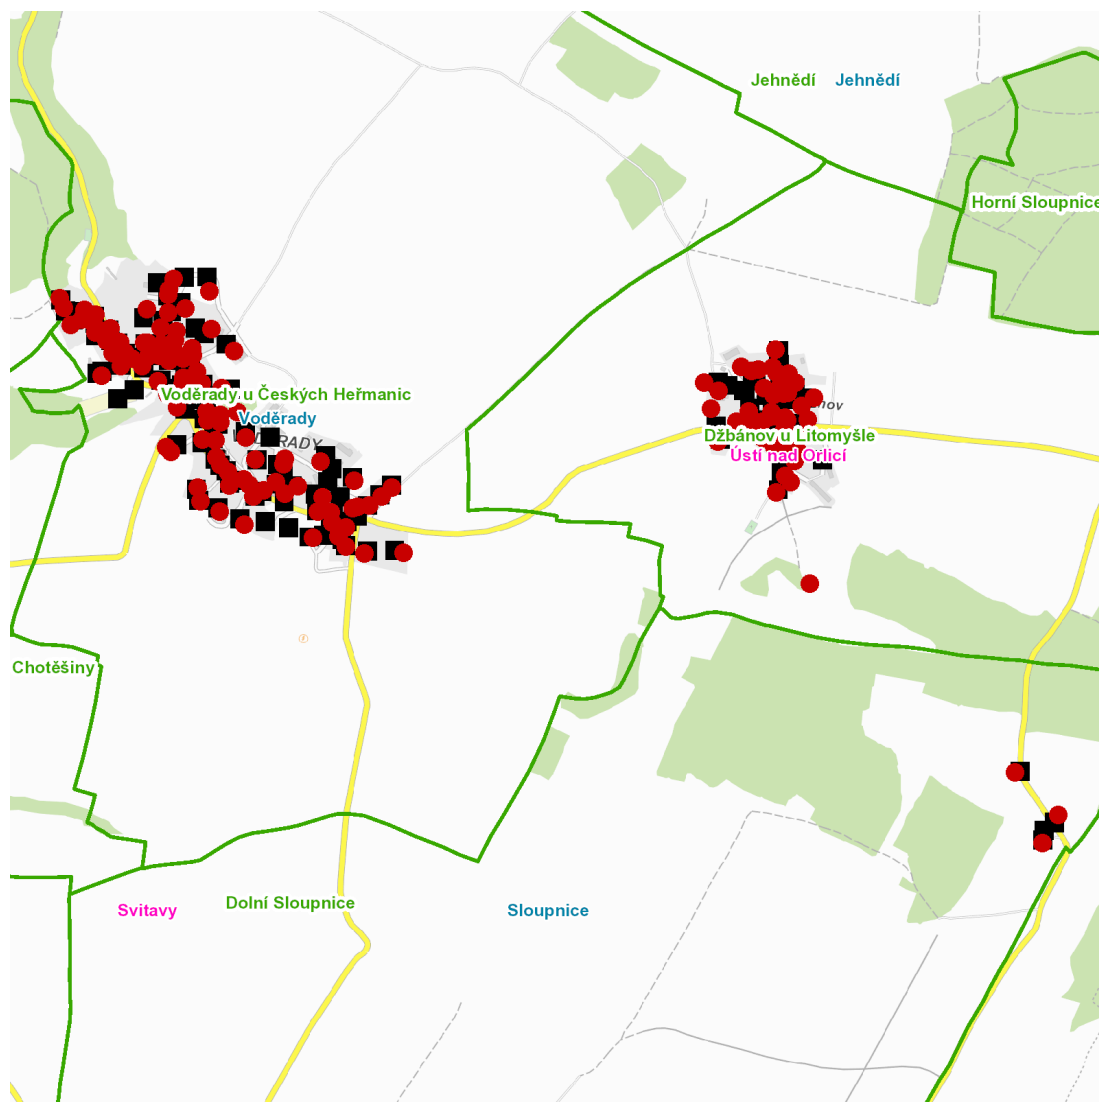 Jehnědí Jehnědí
Horní Sloupnice
Voděrady u Českých Heřmanic
Voděrady
Džbánov u Litomyšle
Ústí nad Orlicí
Chotěšiny
Svitavy
Dolní Sloupnice
Sloupnice